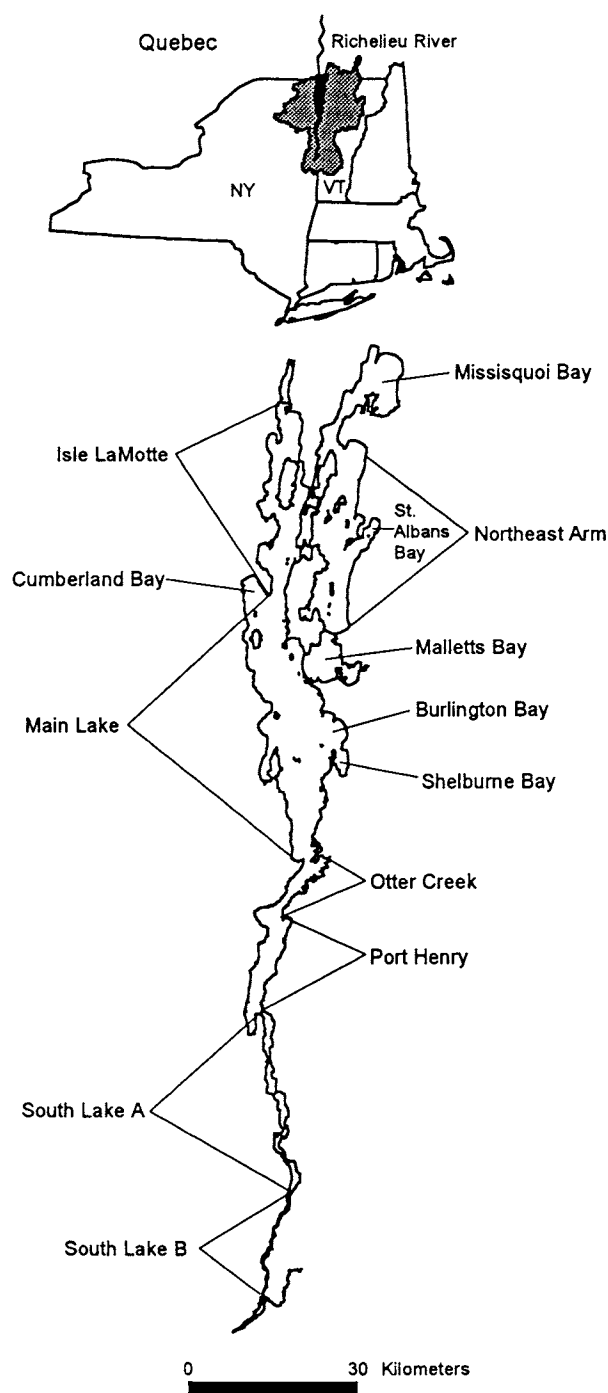 Quebec
Richelieu River
NY
VT
Missisquoi Bay
Isle LaMotte
St.
Albans
Bay
Northeast Arm
Cumberland Bay
Malletts Bay
Burlington Bay
Main Lake
Shelburne Bay
Otter Creek
Port Henry
South Lake A
South Lake B
0 30 Kilometers